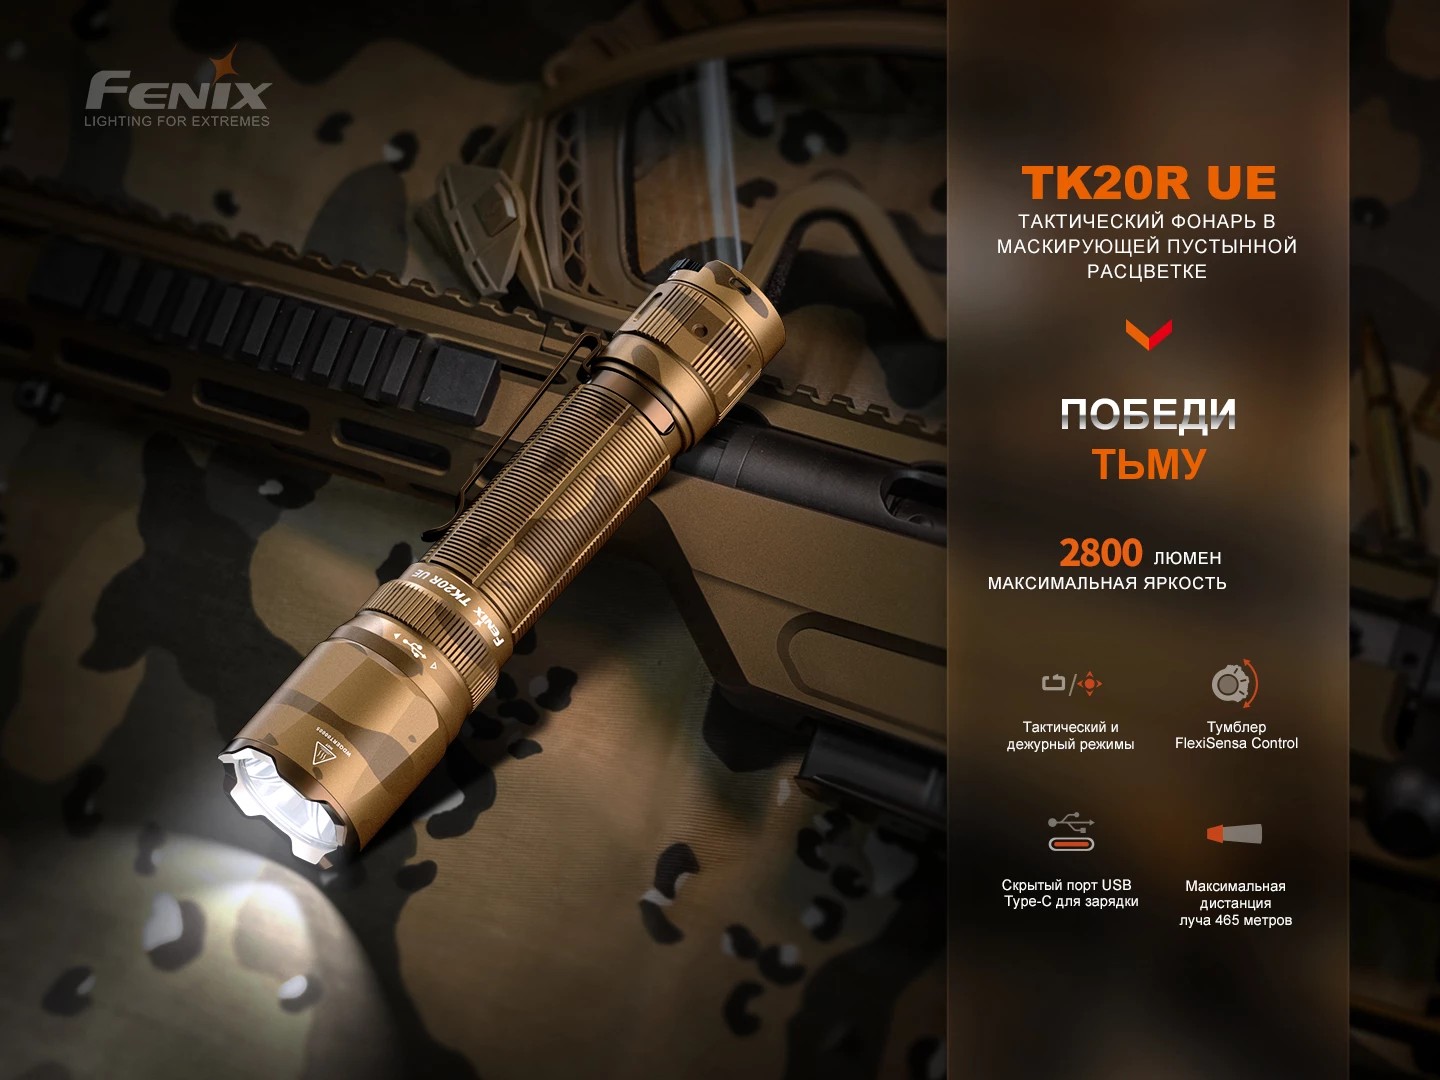 FENIX
LIGHTING FOR EXTREMES
TK20R UE
ТАКТИЧЕСКИЙ ФОНАРЬ В
МАСКИРУЮЩЕЙ ПУСТЫННОЙ
РАСЦВЕТКЕ
ПОБЕДИ
ТЬМУ
2800 ЛЮМЕН
МАКСИМАЛЬНАЯ ЯРКОСТЬ
Тактический и
дежурный режимы
Тумблер
FlexiSensa Control
Скрытый порт USB
Type-C для зарядки
Максимальная
дистанция
луча 465 метров
FENIX TK20R UE